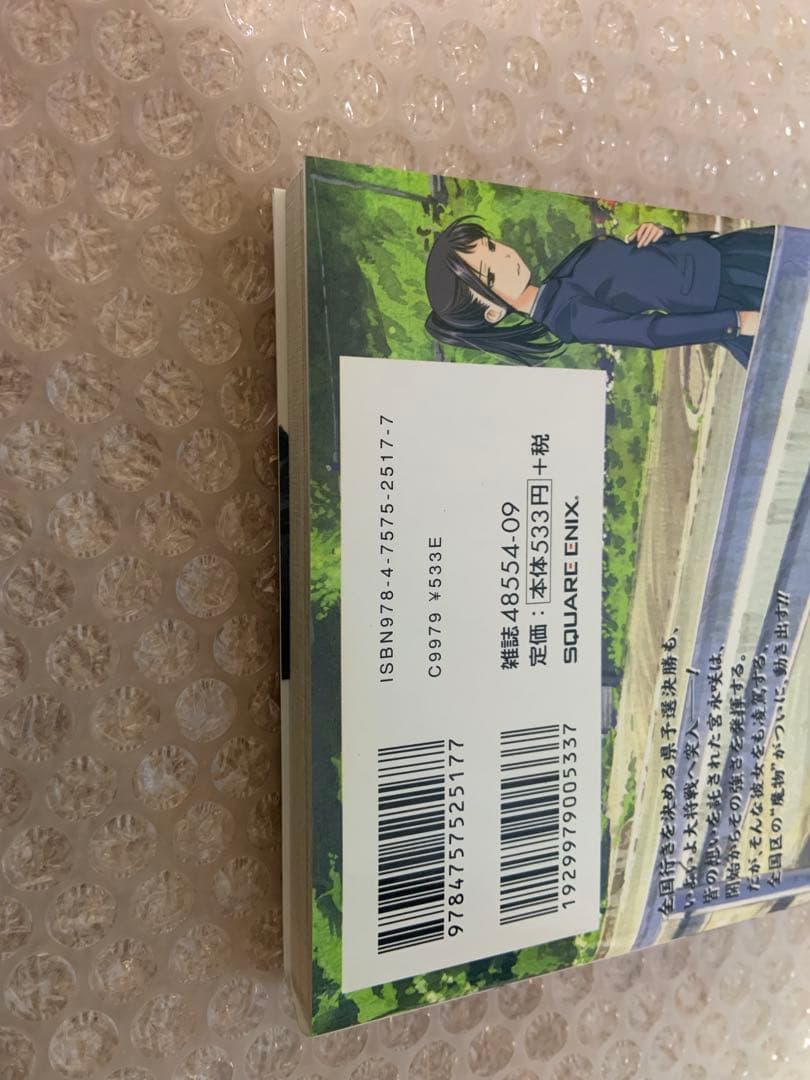 ISBN978-4-7575-2517-7
C9979 ¥533E
雑誌 48554-09
定価：本体533円+税
SQUARE ENIX.
9784757525177
1929979005337
全国行きを決める県予選決勝も、
いよいよ大将戦へ突入――!
皆の想いを託された宮永咲は、
開始からその強さを発揮する。
だが、そんな彼女をも凌駕する、
全国区の"魔物"がついに、動き出す!!